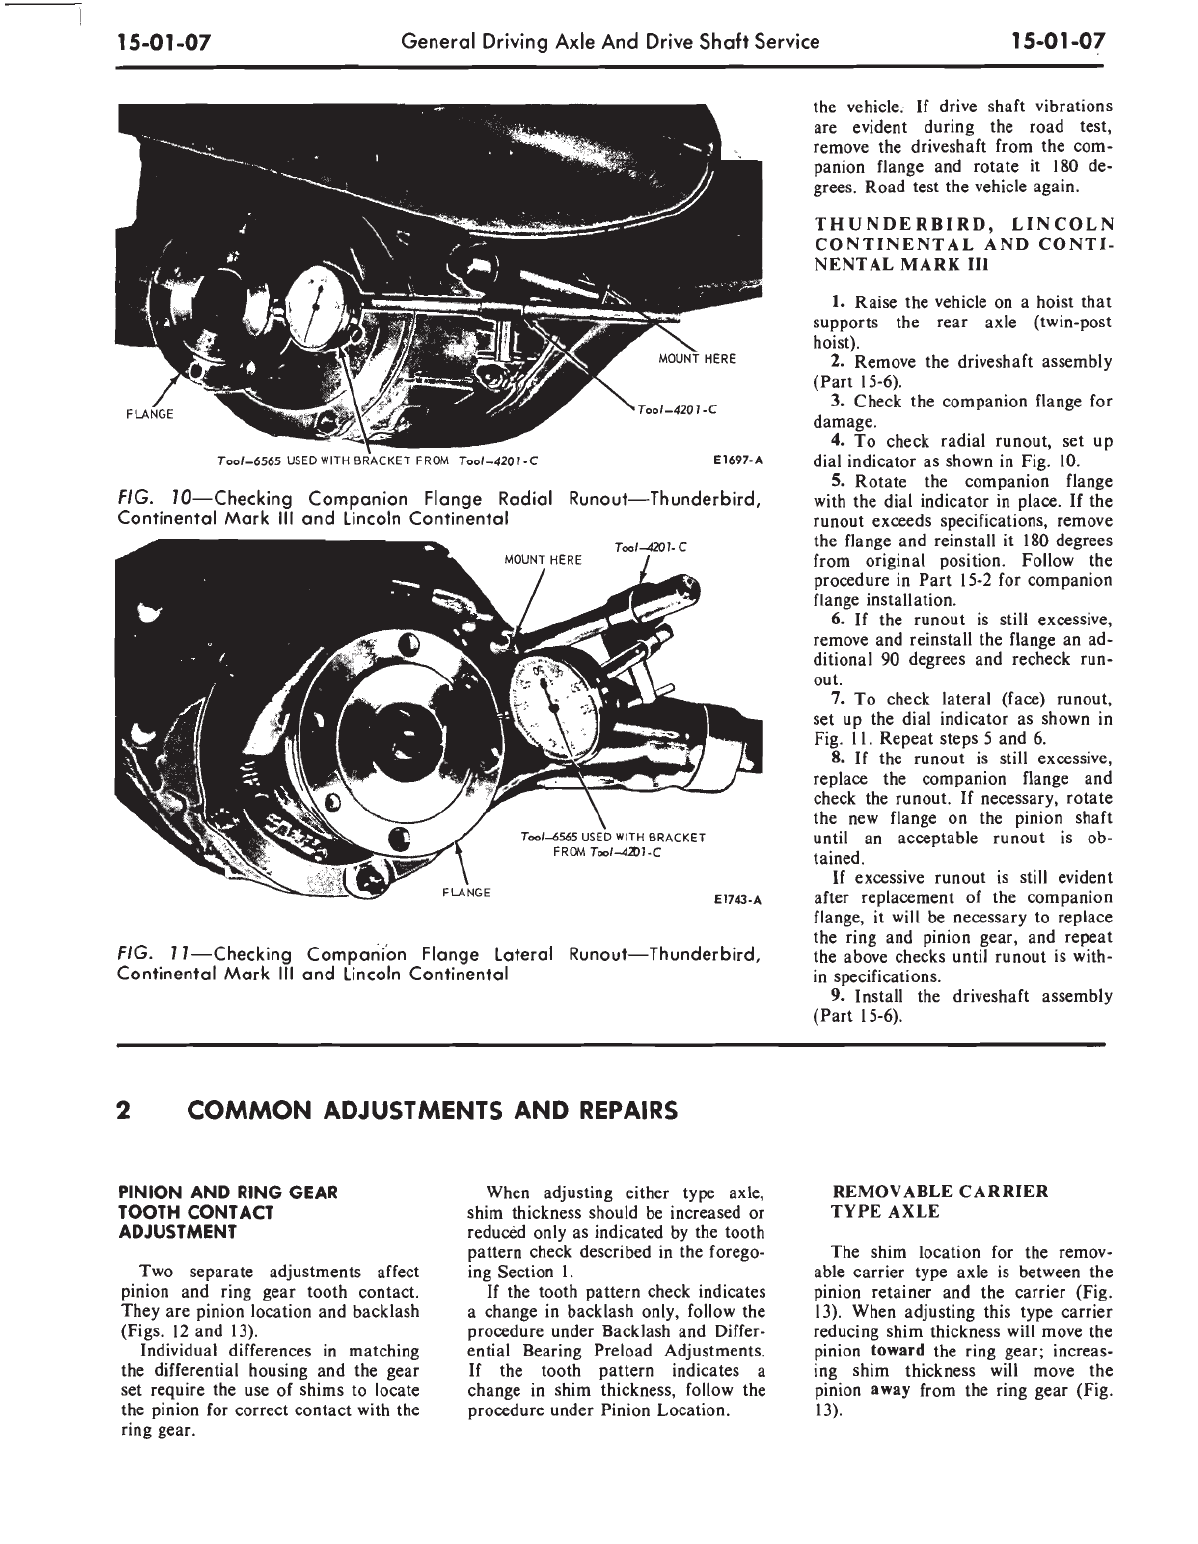 15-01-07
General Driving Axle And Drive Shaft Service
15-01-07
MOUNT HERE
FLANGE
Tool-4201-C
Tool-6565 USED WITH BRACKET FROM Tool-4201-C
E1697-A
FIG. 10—Checking Companion Flange Radial Runout—Thunderbird,
Continental Mark III and Lincoln Continental
Tool-4201-C
MOUNT HERE
Tool-6565 USED WITH BRACKET
FROM Tool-4201-C
FLANGE
E1743-A
FIG. 11—Checking Companion Flange Lateral Runout—Thunderbird,
Continental Mark III and Lincoln Continental
the vehicle. If drive shaft vibrations
are evident during the road test,
remove the driveshaft from the com-
panion flange and rotate it 180 de-
grees. Road test the vehicle again.
THUNDERBIRD, LINCOLN
CONTINENTAL AND CONTI-
NENTAL MARK III
1. Raise the vehicle on a hoist that
supports the rear axle (twin-post
hoist).
2. Remove the driveshaft assembly
(Part 15-6).
3. Check the companion flange for
damage.
4. To check radial runout, set up
dial indicator as shown in Fig. 10.
5. Rotate the companion flange
with the dial indicator in place. If the
runout exceeds specifications, remove
the flange and reinstall it 180 degrees
from original position. Follow the
procedure in Part 15-2 for companion
flange installation.
6. If the runout is still excessive,
remove and reinstall the flange an ad-
ditional 90 degrees and recheck run-
out.
7. To check lateral (face) runout,
set up the dial indicator as shown in
Fig. 11. Repeat steps 5 and 6.
8. If the runout is still excessive,
replace the companion flange and
check the runout. If necessary, rotate
the new flange on the pinion shaft
until an acceptable runout is ob-
tained.
If excessive runout is still evident
after replacement of the companion
flange, it will be necessary to replace
the ring and pinion gear, and repeat
the above checks until runout is with-
in specifications.
9. Install the driveshaft assembly
(Part 15-6).
2 COMMON ADJUSTMENTS AND REPAIRS
PINION AND RING GEAR
TOOTH CONTACT
ADJUSTMENT
Two separate adjustments affect
pinion and ring gear tooth contact.
They are pinion location and backlash
(Figs. 12 and 13).
Individual differences in matching
the differential housing and the gear
set require the use of shims to locate
the pinion for correct contact with the
ring gear.
When adjusting either type axle,
shim thickness should be increased or
reduced only as indicated by the tooth
pattern check described in the forego-
ing Section 1.
If the tooth pattern check indicates
a change in backlash only, follow the
procedure under Backlash and Differ-
ential Bearing Preload Adjustments.
If the tooth pattern indicates a
change in shim thickness, follow the
procedure under Pinion Location.
REMOVABLE CARRIER
TYPE AXLE
The shim location for the remov-
able carrier type axle is between the
pinion retainer and the carrier (Fig.
13). When adjusting this type carrier
reducing shim thickness will move the
pinion toward the ring gear; increas-
ing shim thickness will move the
pinion away from the ring gear (Fig.
13).